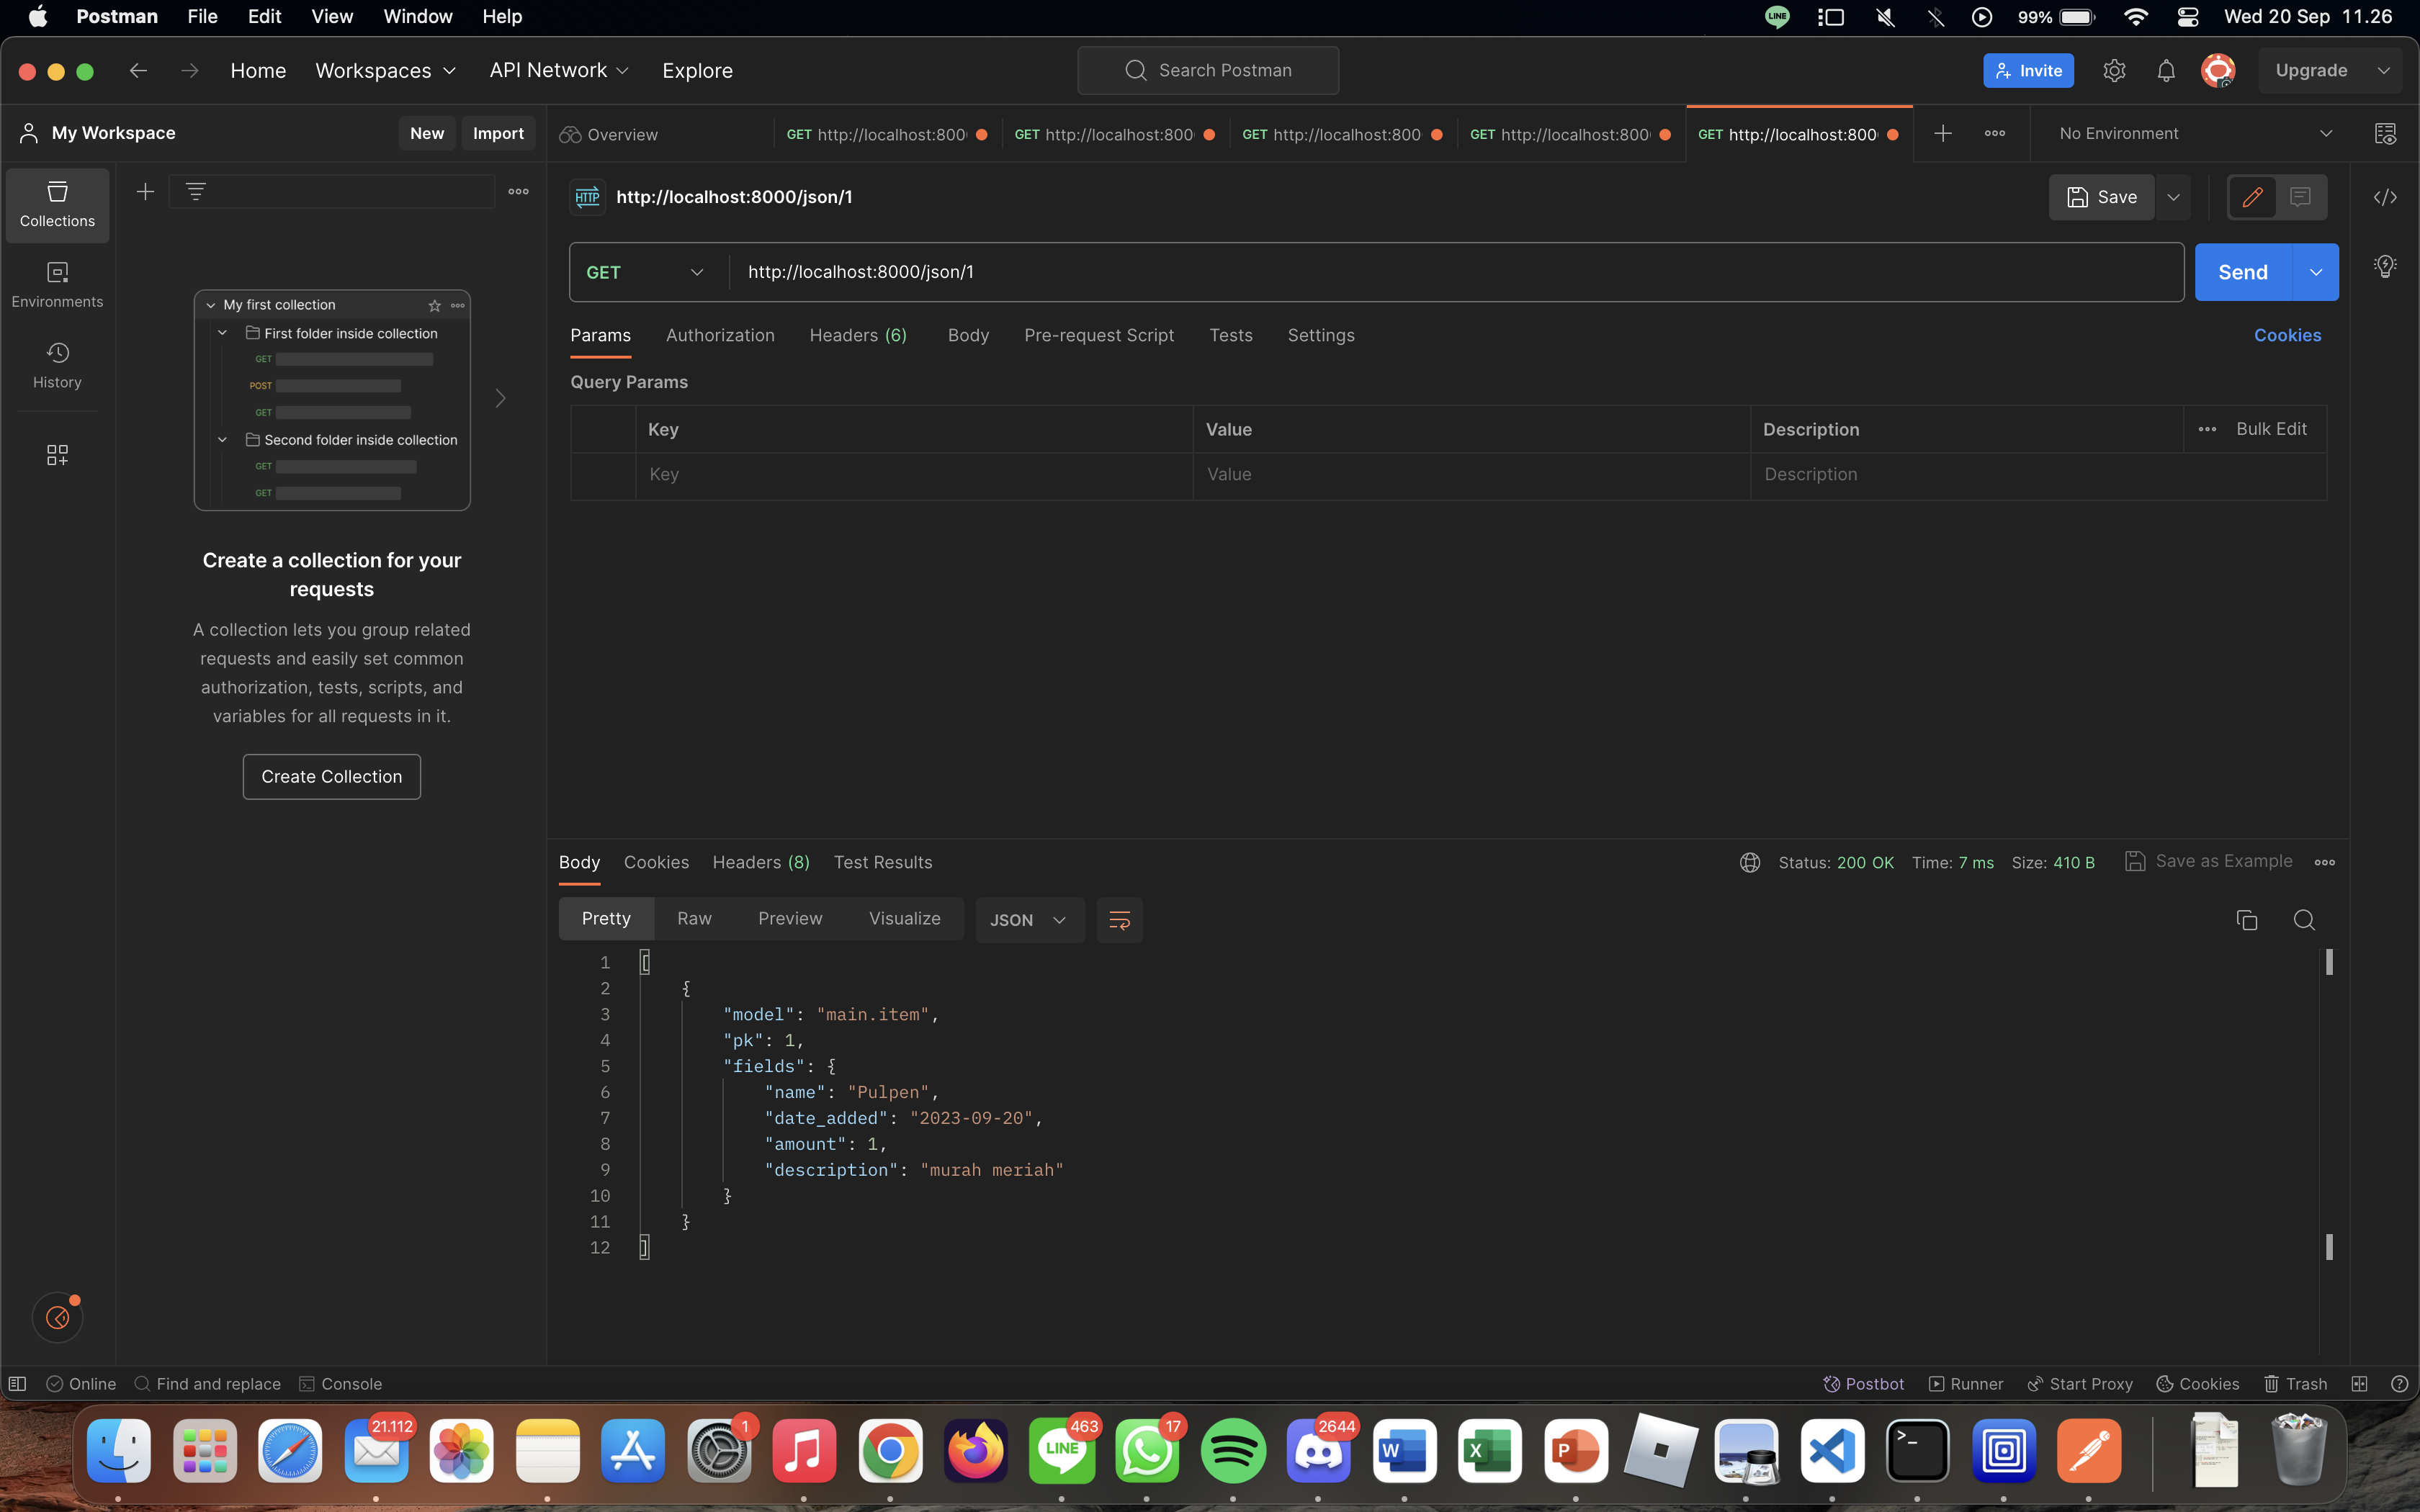 Postman File Edit View Window Help LINE 99% Wed 20 Sep 11.26
Home Workspaces API Network Explore Search Postman Invite Upgrade
My Workspace New Import Overview GET http://localhost:800 GET http://localhost:800 GET http://localhost:800 GET http://localhost:800 GET http://localhost:800 No Environment
Collections
Environments
History
My first collection
First folder inside collection
GET
POST
GET
Second folder inside collection
GET
GET
Create a collection for your
requests
A collection lets you group related
requests and easily set common
authorization, tests, scripts, and
variables for all requests in it.
Create Collection
HTTP http://localhost:8000/json/1 Save
GET http://localhost:8000/json/1 Send
Params Authorization Headers (6) Body Pre-request Script Tests Settings Cookies
Query Params
Key Value Description Bulk Edit
Key Value Description
Body Cookies Headers (8) Test Results Status: 200 OK Time: 7 ms Size: 410 B Save as Example
Pretty Raw Preview Visualize JSON
1 [
2 {
3 "model": "main.item",
4 "pk": 1,
5 "fields": {
6 "name": "Pulpen",
7 "date_added": "2023-09-20",
8 "amount": 1,
9 "description": "murah meriah"
10 }
11 }
12 ]
Online Find and replace Console Postbot Runner Start Proxy Cookies Trash
21.112 1 463 17 2644
LINE W X P >_